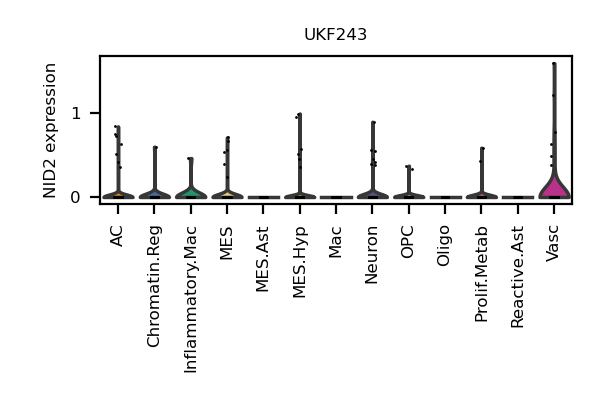 UKF243
NID2 expression
1
0
AC
Chromatin.Reg
Inflammatory.Mac
MES
MES.Ast
MES.Hyp
Mac
Neuron
OPC
Oligo
Prolif.Metab
Reactive.Ast
Vasc